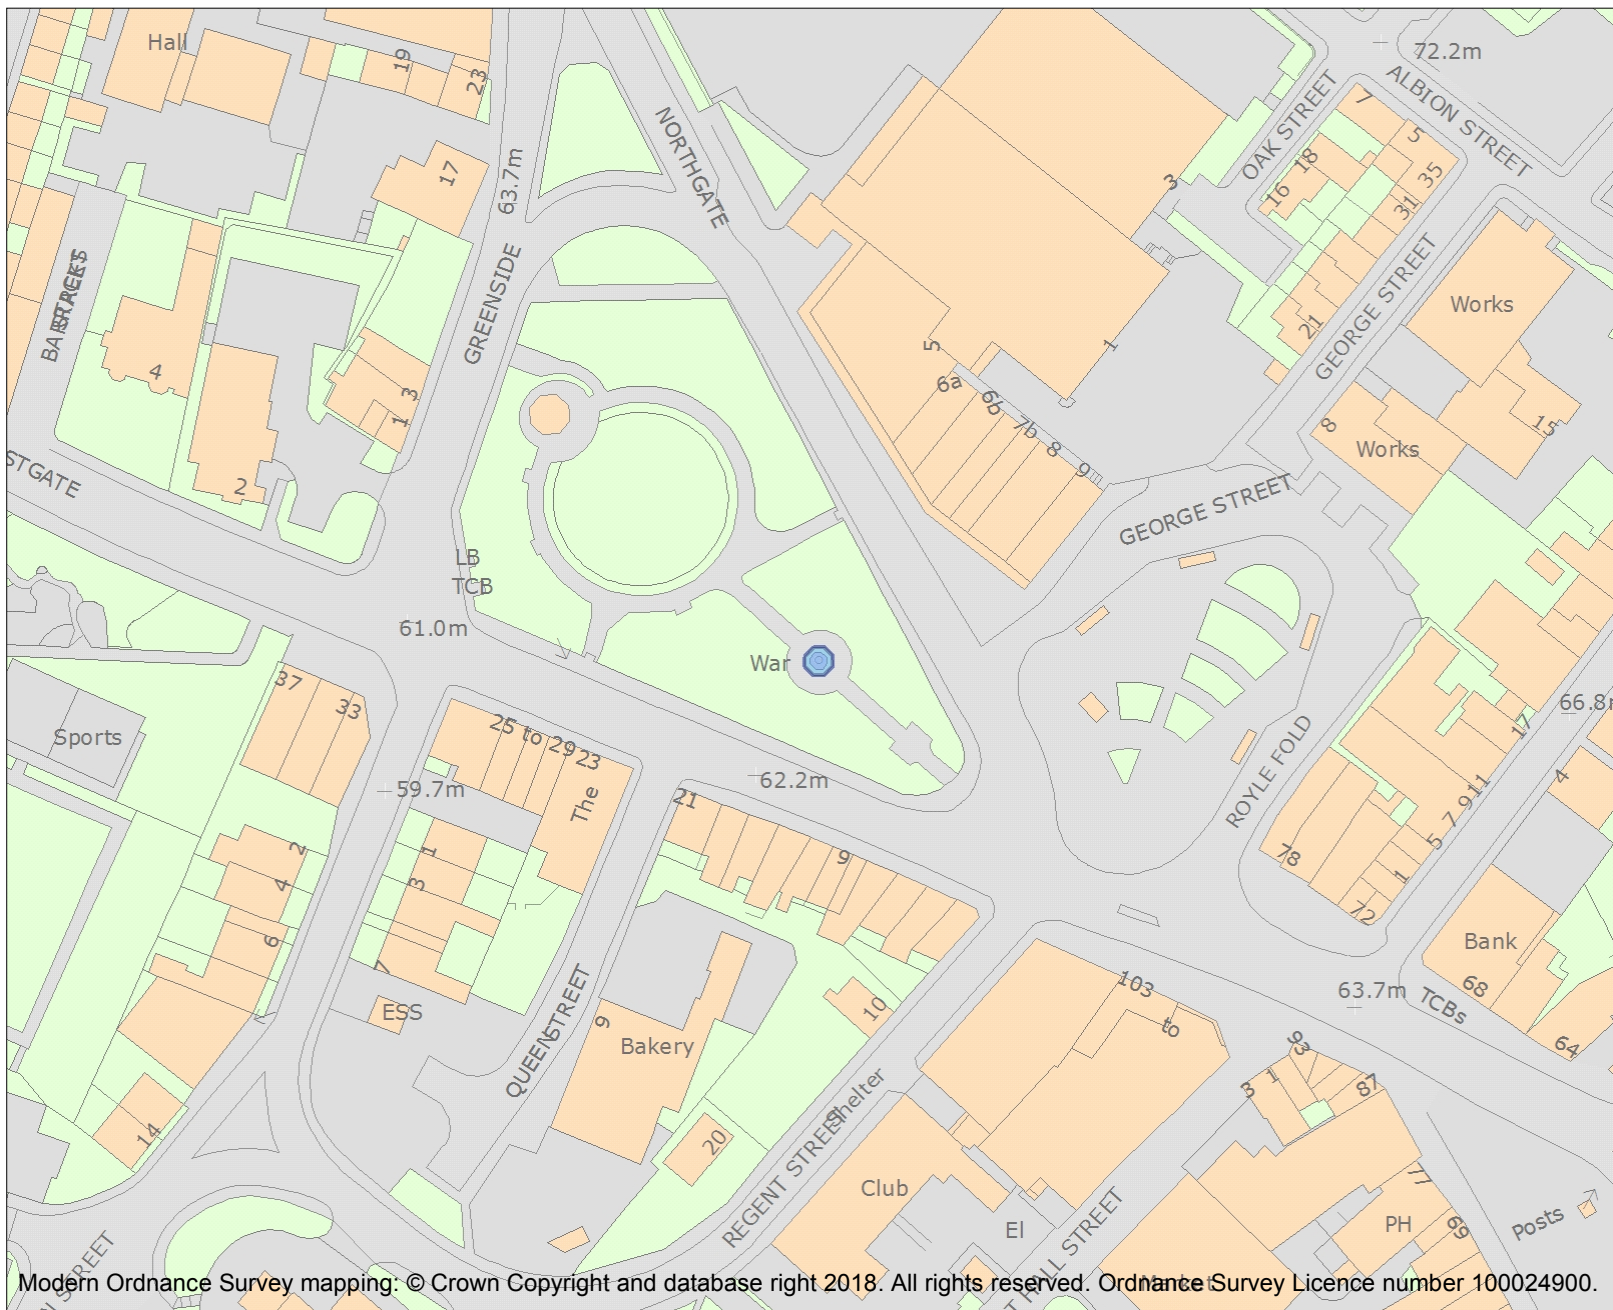 Hall
19
23
72.2m
ALBION STREET
7
5
OAK STREET
18
16
35
31
3
NORTHGATE
17
63.7m
GREENSIDE
GEORGE STREET
21
Works
4
3
1
2
5
1
6a
6b
7b
8
9
8
Works
15
STGATE
GEORGE STREET
LB
TCB
61.0m
War
37
33
Sports
25 to 29
23
The
59.7m
62.2m
21
9
ROYLE FOLD
66.8m
17
11
9
7
5
1
78
72
4
2
4
6
1
3
7
ESS
QUEEN STREET
9
Bakery
10
Bank
68
64
TCBs
63.7m
103
to
93
87
3
1
14
20
Shelter
REGENT STREET
Club
El
T HILL STREET
77
69
PH
Posts
N STREET
Market
Modern Ordnance Survey mapping: © Crown Copyright and database right 2018. All rights reserved. Ordnance Survey Licence number 100024900.